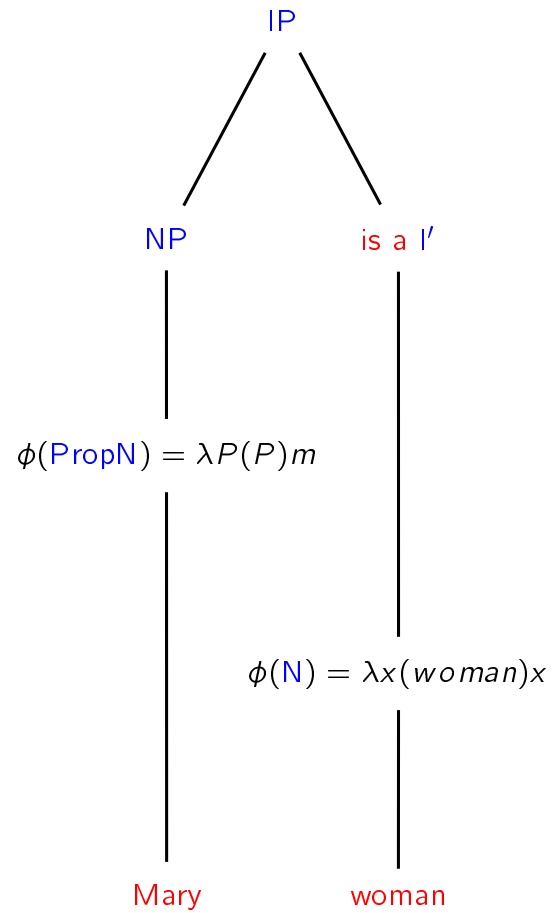 IP
NP is a I′
ϕ(PropN) = λP(P)m
ϕ(N) = λx(woman)x
Mary woman